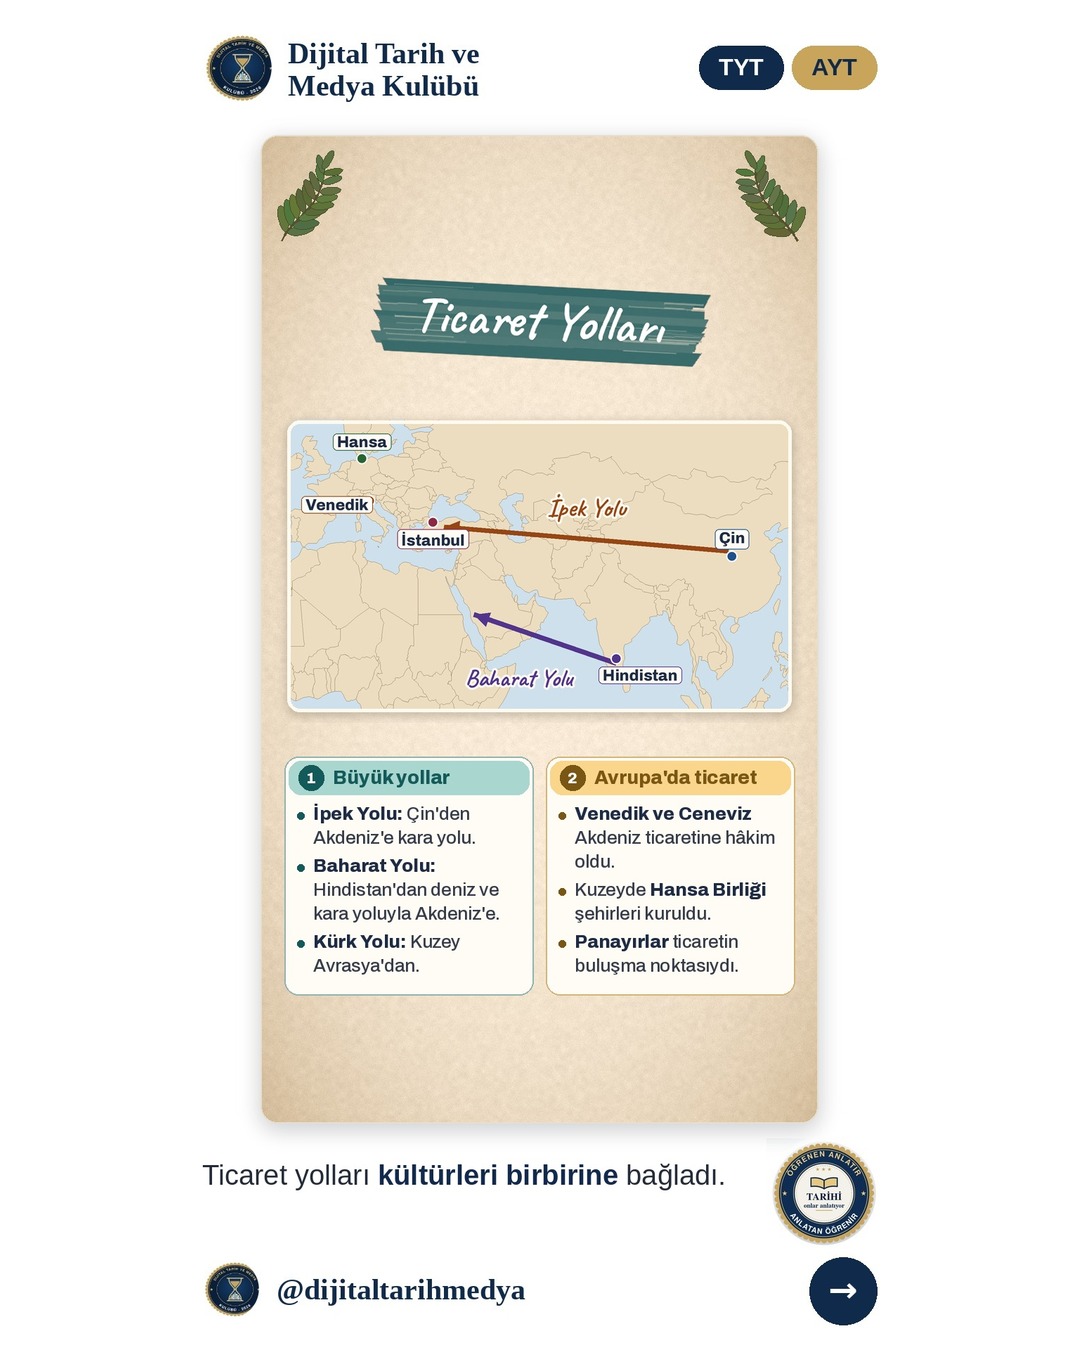 Dijital Tarih ve
Medya Kulübü
TYT
AYT
Ticaret Yolları
Hansa
Venedik
İstanbul
İpek Yolu
Çin
Baharat Yolu
Hindistan
1 Büyük yollar
İpek Yolu: Çin'den
Akdeniz'e kara yolu.
Baharat Yolu:
Hindistan'dan deniz ve
kara yoluyla Akdeniz'e.
Kürk Yolu: Kuzey
Avrasya'dan.
2 Avrupa'da ticaret
Venedik ve Ceneviz
Akdeniz ticaretine hâkim
oldu.
Kuzeyde Hansa Birliği
şehirleri kuruldu.
Panayırlar ticaretin
buluşma noktasıydı.
Ticaret yolları kültürleri birbirine bağladı.
ÖĞRENEN ANLATIR
TARİHİ
onlar anlatıyor
ANLATAN ÖĞRENİR
@dijitaltarihmedya